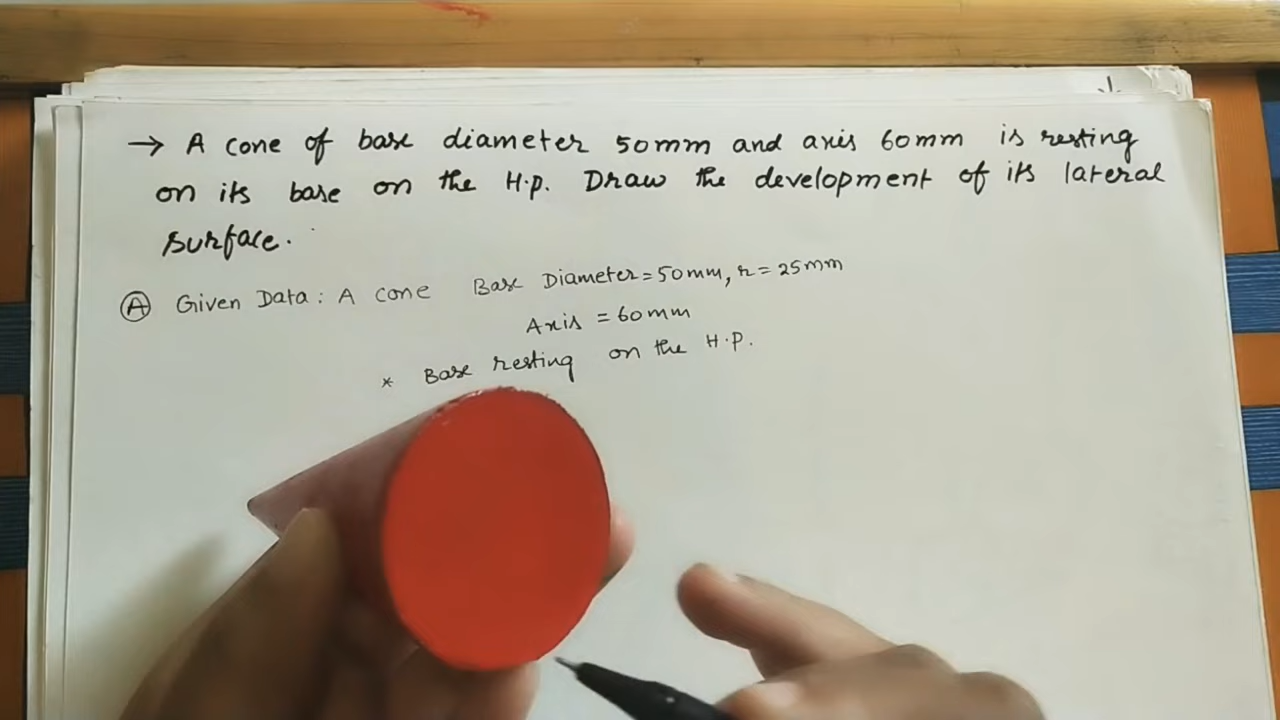 → A cone of base diameter 50mm and axis 60mm is resting
on its base on the H.p. Draw the development of its lateral
surface.
Ⓐ Given Data: A cone Base Diameter=50mm, r=25mm
Axis = 60mm
* Base resting on the H.P.